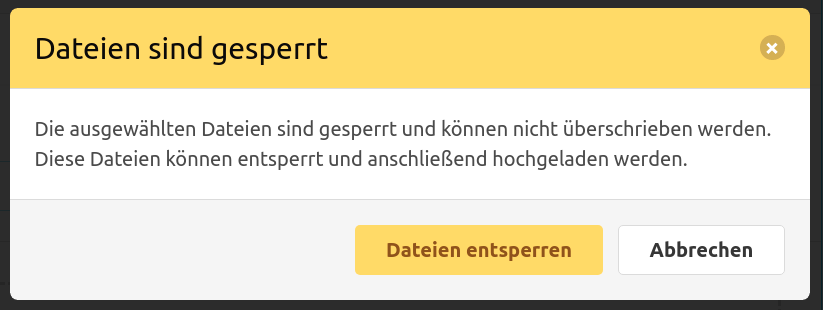 Dateien sind gesperrt
Die ausgewählten Dateien sind gesperrt und können nicht überschrieben werden.
Diese Dateien können entsperrt und anschließend hochgeladen werden.
Dateien entsperren
Abbrechen